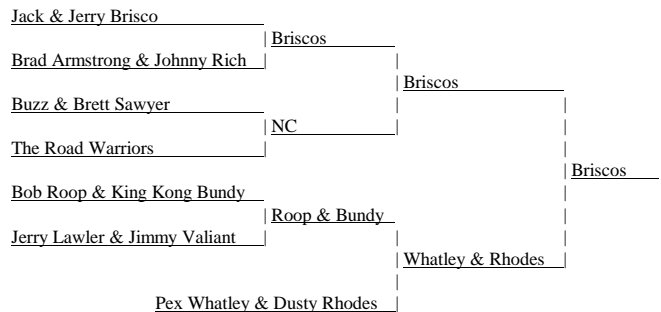 Jack & Jerry Brisco
Briscos
Brad Armstrong & Johnny Rich
Briscos
Buzz & Brett Sawyer
NC
The Road Warriors
Briscos
Bob Roop & King Kong Bundy
Roop & Bundy
Jerry Lawler & Jimmy Valiant
Whatley & Rhodes
Pex Whatley & Dusty Rhodes